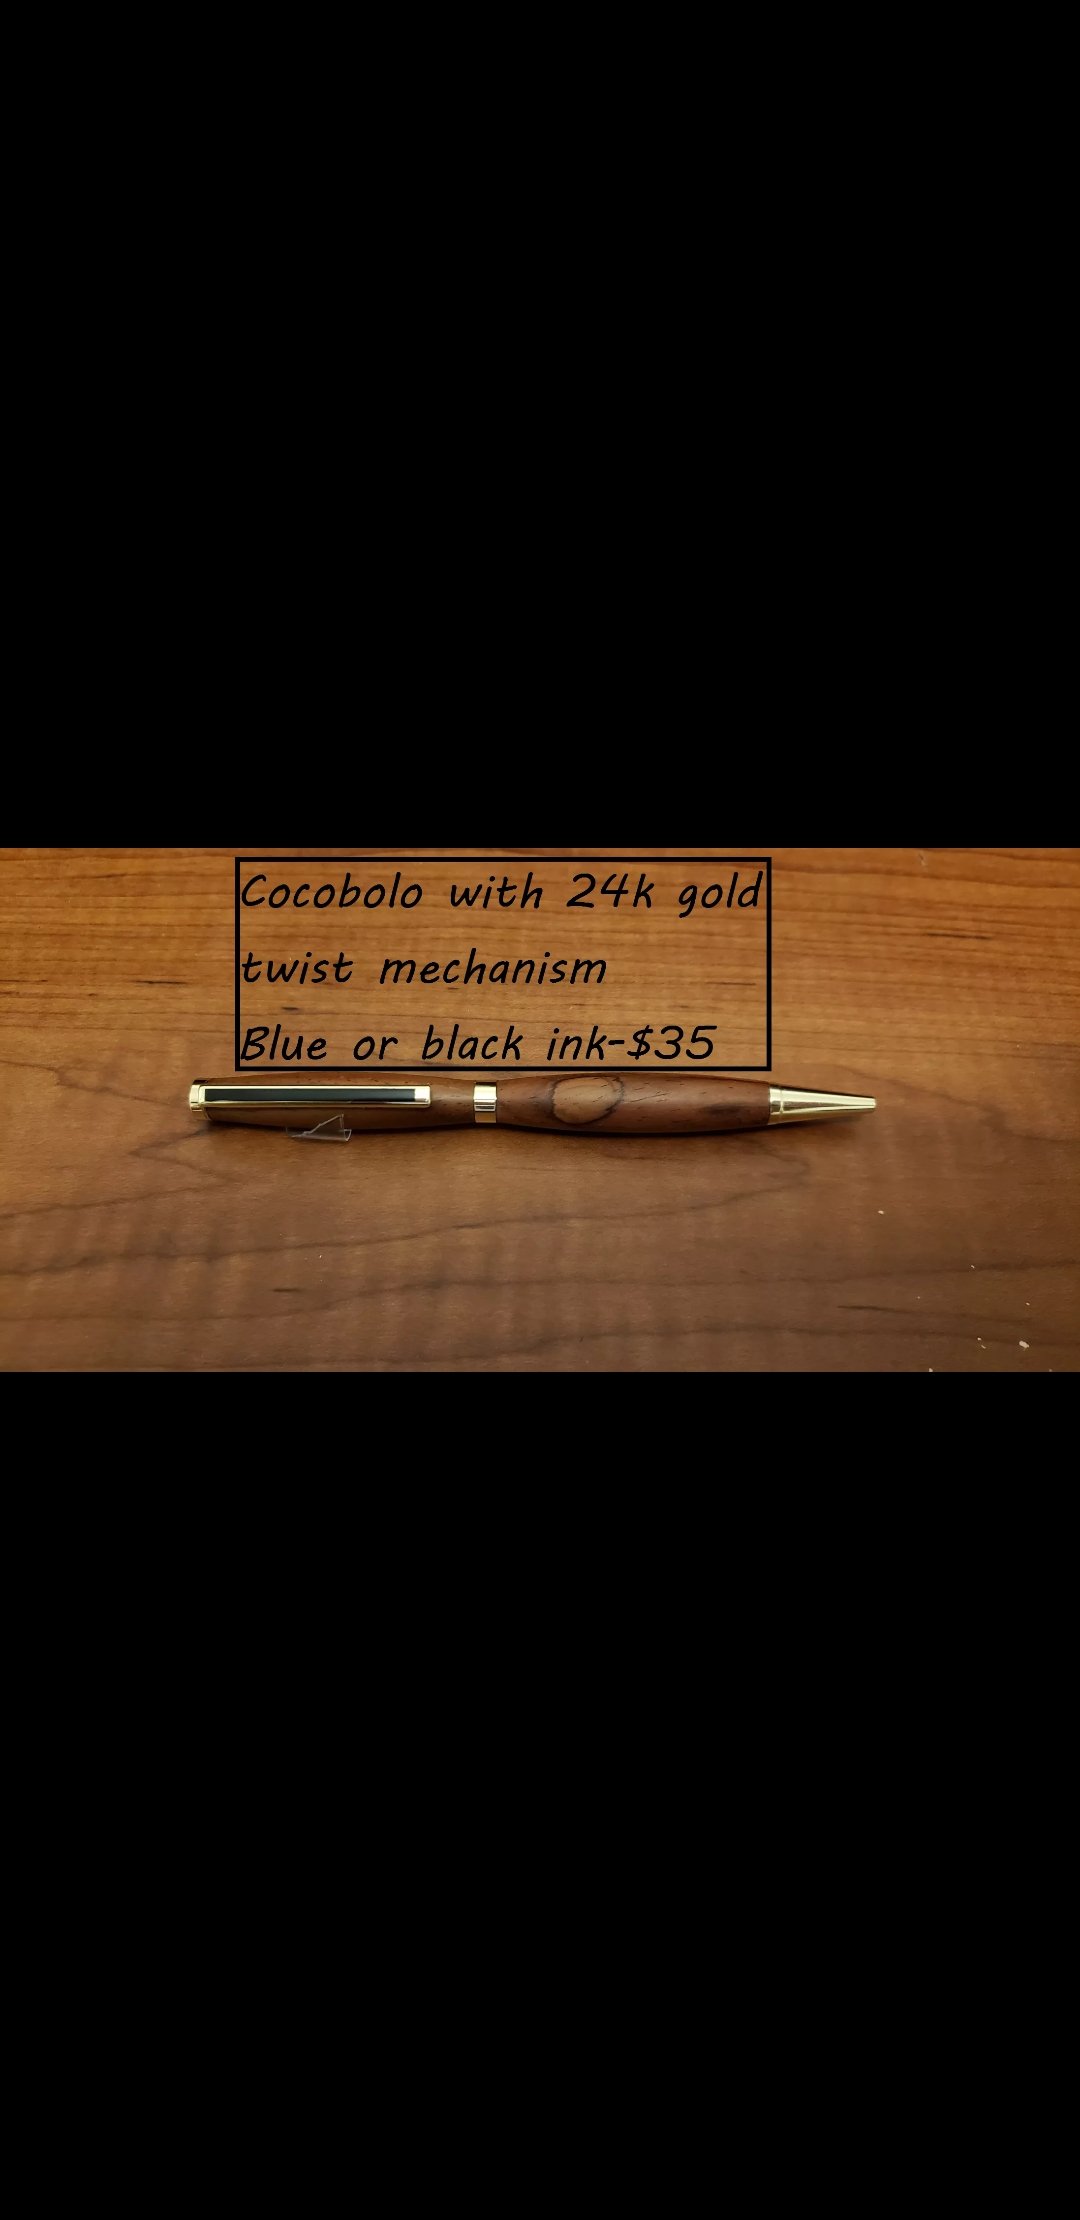 Cocobolo with 24k gold
twist mechanism
Blue or black ink-$35